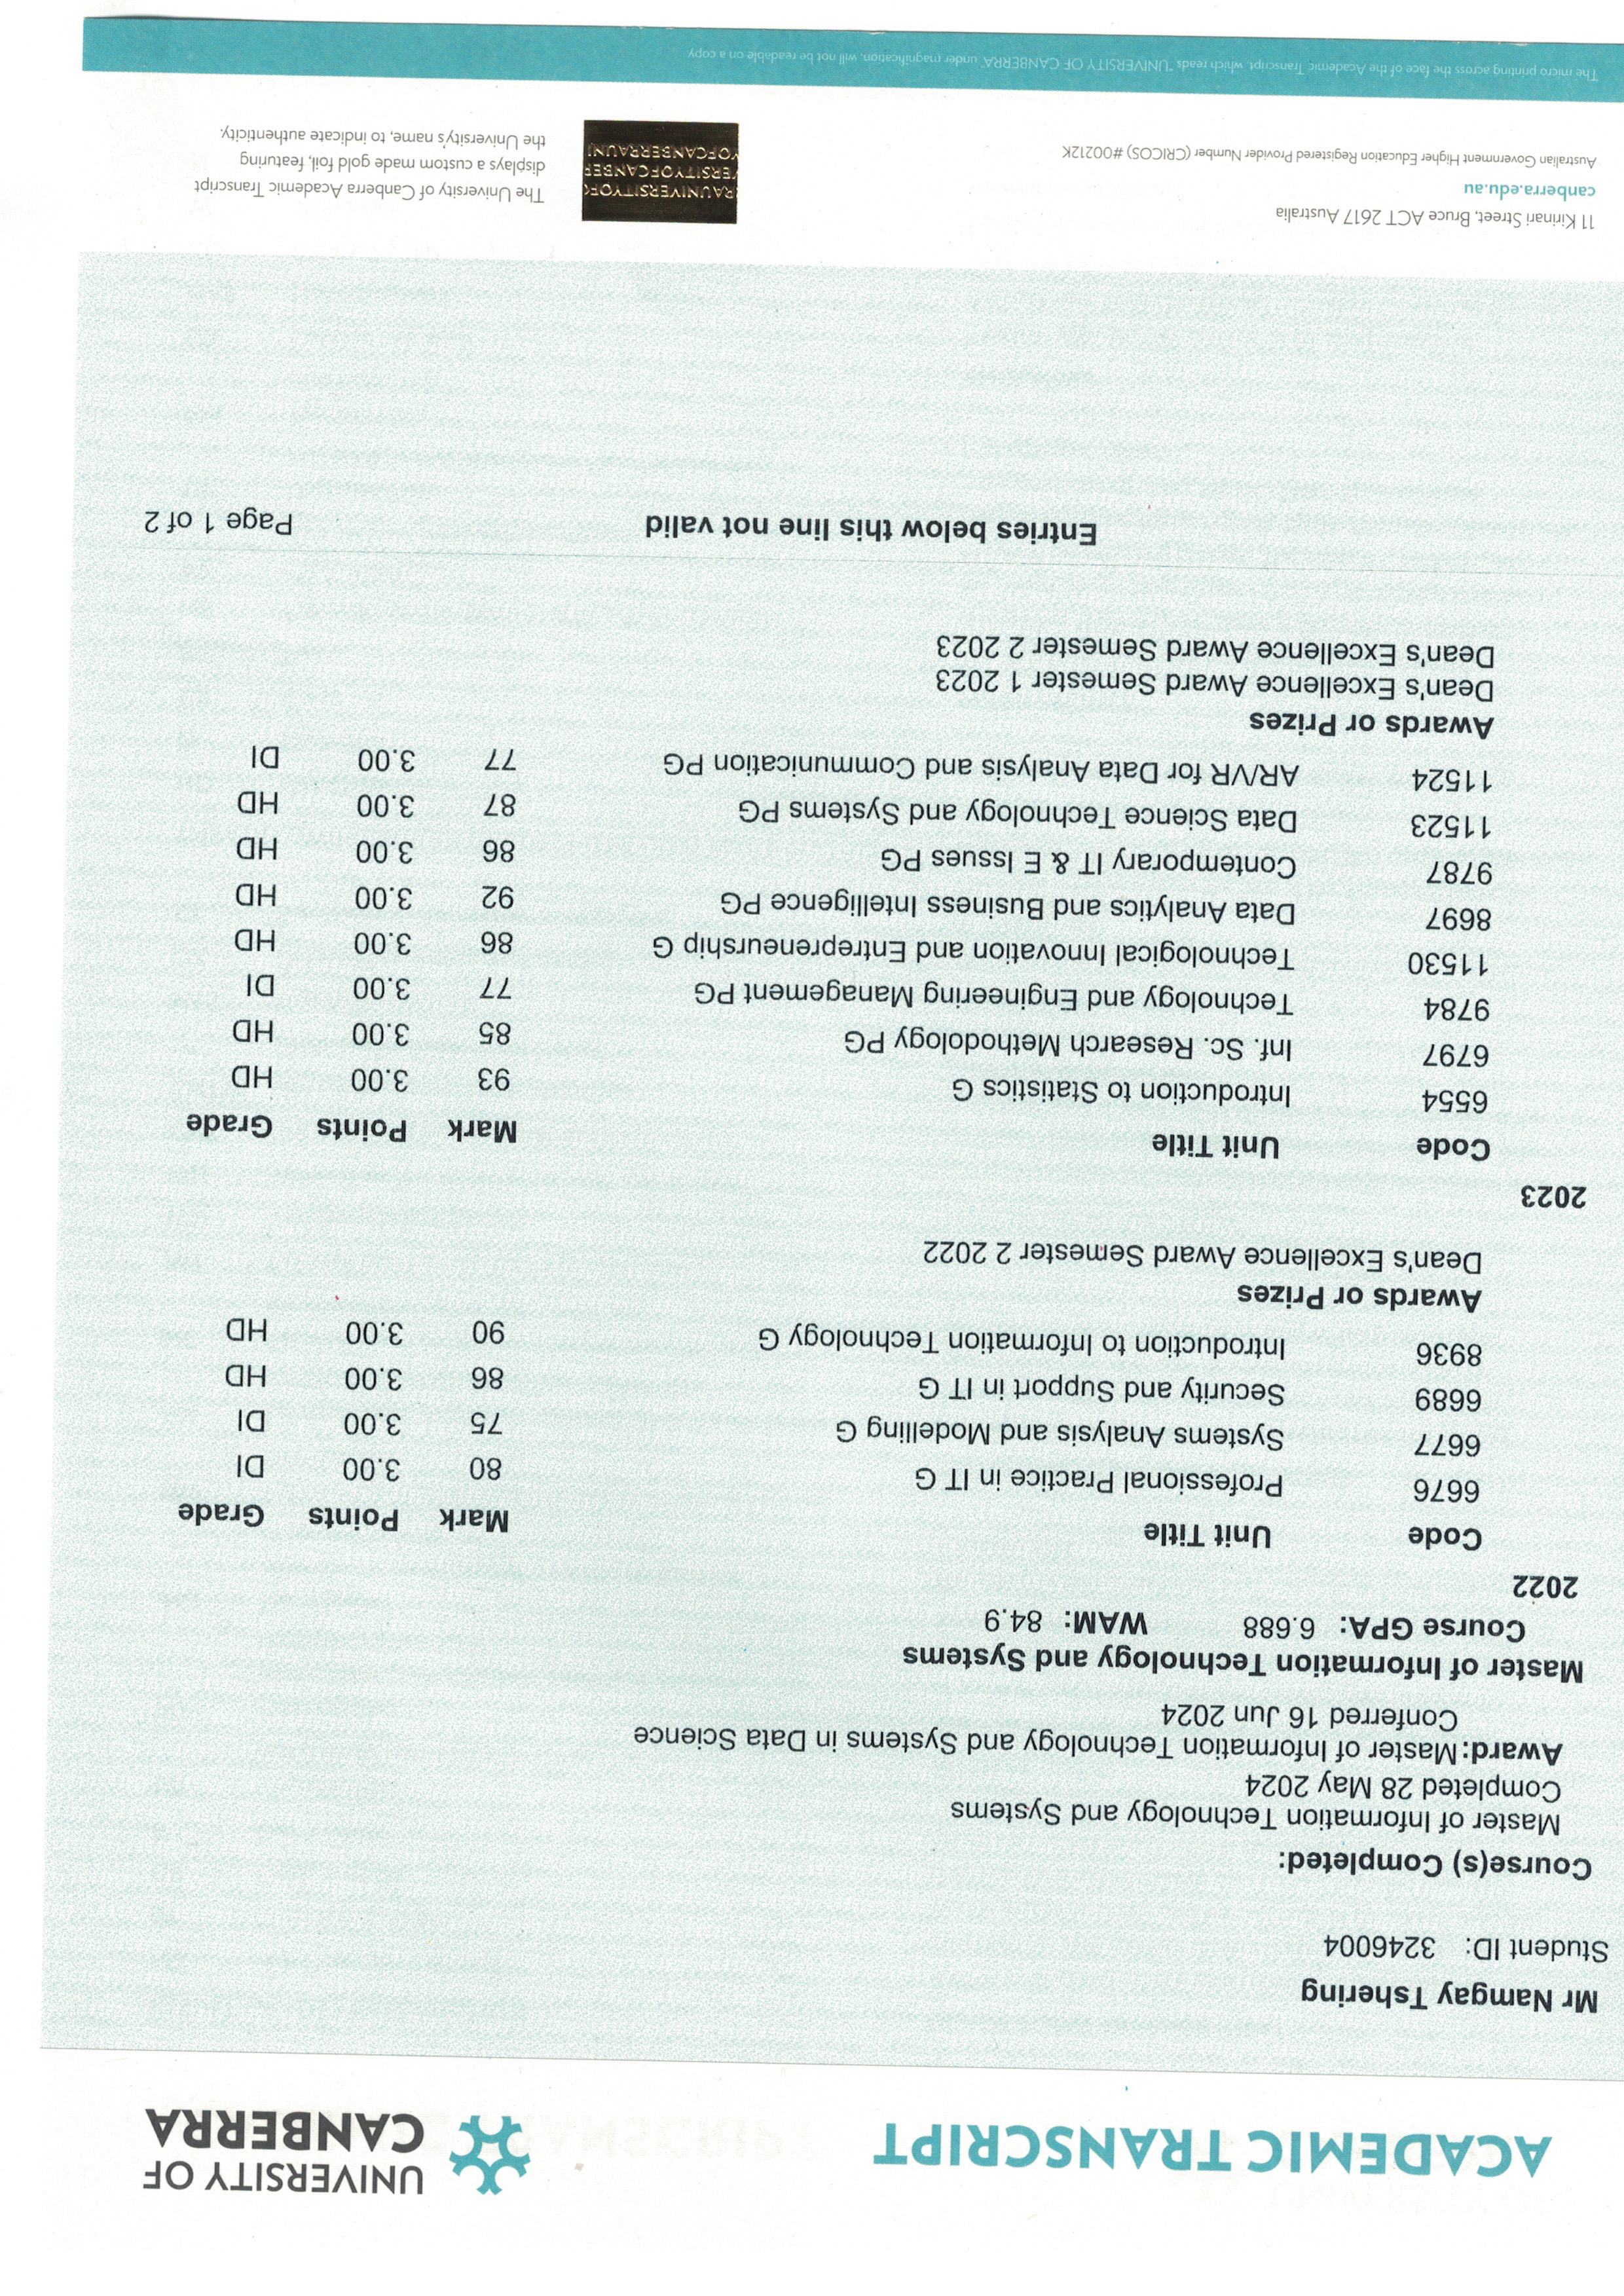 ACADEMIC TRANSCRIPT
UNIVERSITY OF
CANBERRA
Mr Namgay Tshering
Student ID: 3246004
Course(s) Completed:
Master of Information Technology and Systems
Completed 28 May 2024
Award: Master of Information Technology and Systems in Data Science
Conferred 16 Jun 2024
Master of Information Technology and Systems
Course GPA: 6.688 WAM: 84.9
2022
Code Unit Title Mark Points Grade
6676 Professional Practice in IT G 80 3.00 DI
6677 Systems Analysis and Modelling G 75 3.00 DI
6689 Security and Support in IT G 86 3.00 HD
8936 Introduction to Information Technology G 90 3.00 HD
Awards or Prizes
Dean's Excellence Award Semester 2 2022
2023
Code Unit Title Mark Points Grade
6554 Introduction to Statistics G 93 3.00 HD
6797 Inf. Sc. Research Methodology PG 85 3.00 HD
9784 Technology and Engineering Management PG 77 3.00 DI
11530 Technological Innovation and Entrepreneurship G 86 3.00 HD
8697 Data Analytics and Business Intelligence PG 92 3.00 HD
9787 Contemporary IT & E Issues PG 86 3.00 HD
11523 Data Science Technology and Systems PG 87 3.00 HD
11524 AR/VR for Data Analysis and Communication PG 77 3.00 DI
Awards or Prizes
Dean's Excellence Award Semester 1 2023
Dean's Excellence Award Semester 2 2023
Entries below this line not valid Page 1 of 2
11 Kirinari Street, Bruce ACT 2617 Australia
canberra.edu.au
Australian Government Higher Education Registered Provider Number (CRICOS) #00212K
RAUNIVERSITYOFC
VERSITYOFCANBER
YOFCANBERRAUNI
The University of Canberra Academic Transcript
displays a custom made gold foil, featuring
the University's name, to indicate authenticity.
The micro printing across the face of the Academic Transcript, which reads "UNIVERSITY OF CANBERRA", under magnification, will not be readable on a copy.